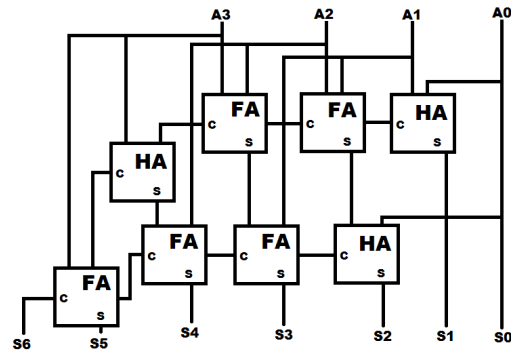 A3 A2 A1 A0
FA FA HA
C C C
S S S
HA
C
S
FA FA HA
C C C
S S S
FA
C
S
S6 S5 S4 S3 S2 S1 S0